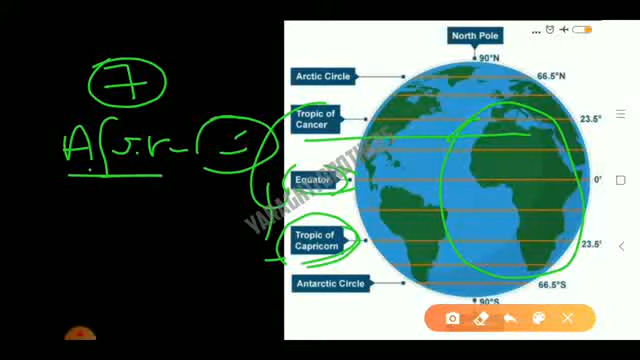 North Pole
90°N
Arctic Circle
66.5°N
Tropic of
Cancer
23.5°
Equator
0°
Tropic of
Capricorn
23.5°
Antarctic Circle
66.5°S
90°S
7